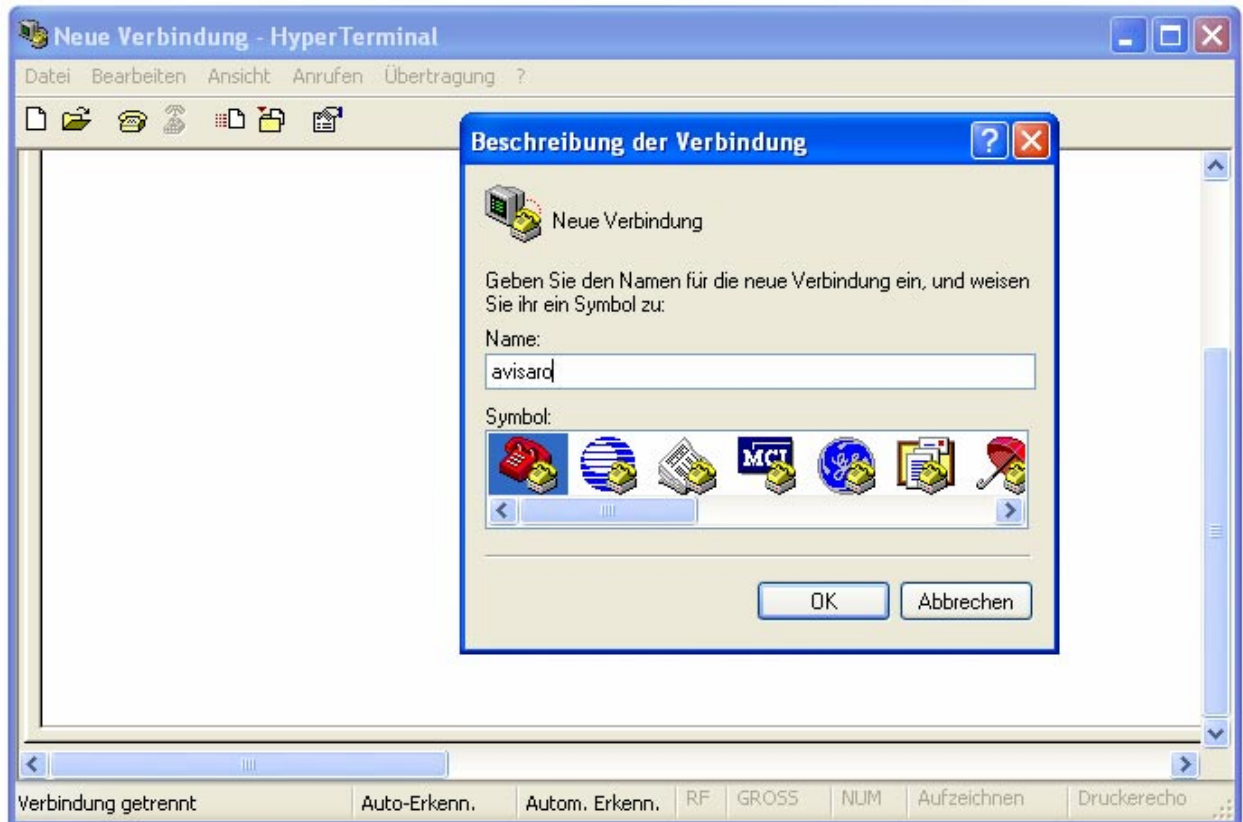 Neue Verbindung - HyperTerminal
Datei Bearbeiten Ansicht Anrufen Übertragung ?
Beschreibung der Verbindung
Neue Verbindung
Geben Sie den Namen für die neue Verbindung ein, und weisen
Sie ihr ein Symbol zu:
Name:
avisaro
Symbol:
MCI
OK Abbrechen
Verbindung getrennt Auto-Erkenn. Autom. Erkenn. RF GROSS NUM Aufzeichnen Druckerecho